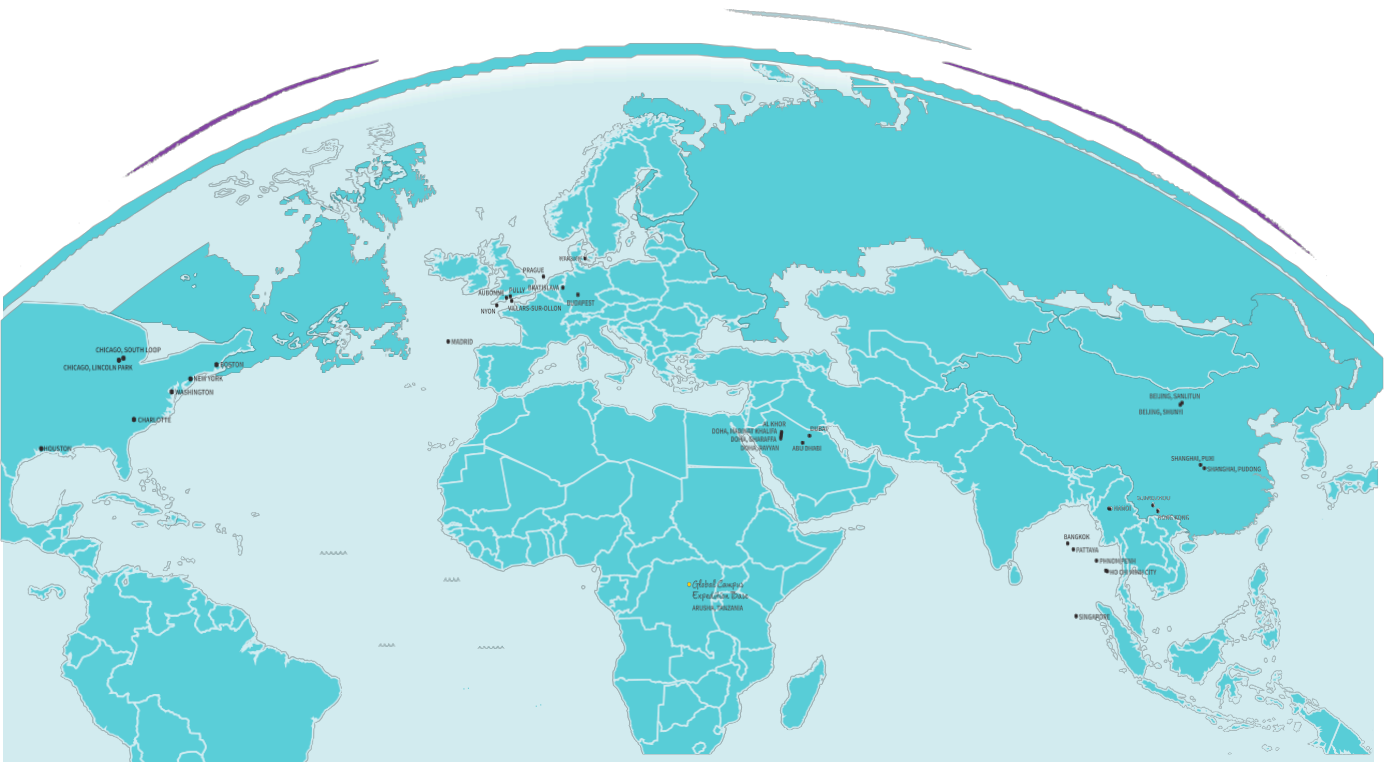 PRAGUE
AUBONNE
BRATISLAVA
BUDAPEST
VILLARS-SUR-OLLON
NYON
MADRID
CHICAGO, SOUTH LOOP
CHICAGO, LINCOLN PARK
BOSTON
NEW YORK
WASHINGTON
CHARLOTTE
HOUSTON
BEIJING, SANLITUN
BEIJING, SHUNYI
AL KHOR
DUBAI
DOHA, MADINAT KHALIFA
DOHA, GHARAFFA
DOHA, RAYYAN
ABU DHABI
SHANGHAI, PUXI
SHANGHAI, PUDONG
HANOI
HONG KONG
BANGKOK
PATTAYA
PHNOM PENH
HO CHI MINH CITY
Global Campus
Expedition Base
ARUSHA, TANZANIA
SINGAPORE